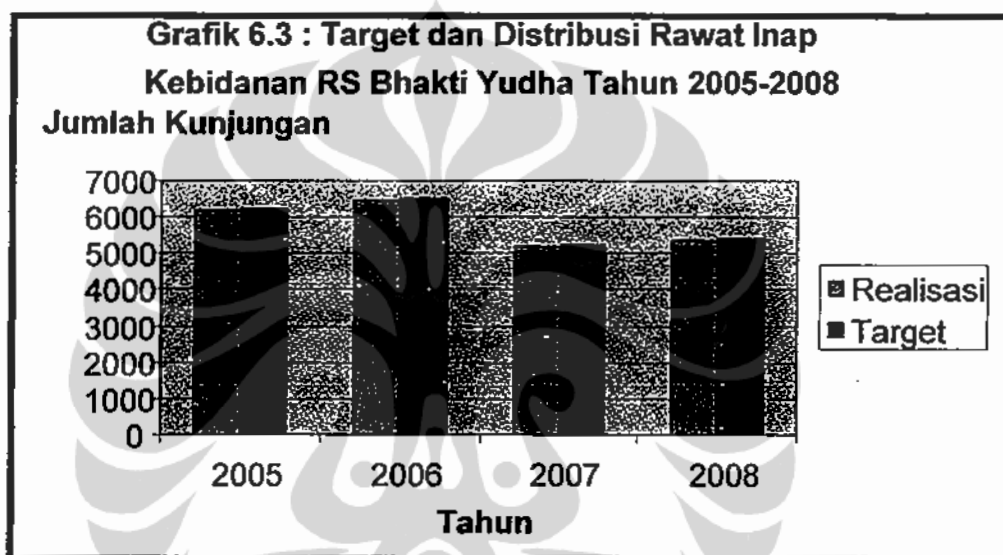 Grafik 6.3 : Target dan Distribusi Rawat Inap
Kebidanan RS Bhakti Yudha Tahun 2005-2008
Jumlah Kunjungan
7000
6000
5000
4000
3000
2000
1000
0
2005 2006 2007 2008
Tahun
Realisasi
Target